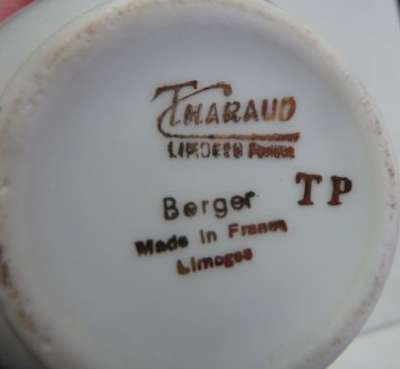 THARAUD
LIMOGES FRANCE
Berger TP
Made in France
Limoges